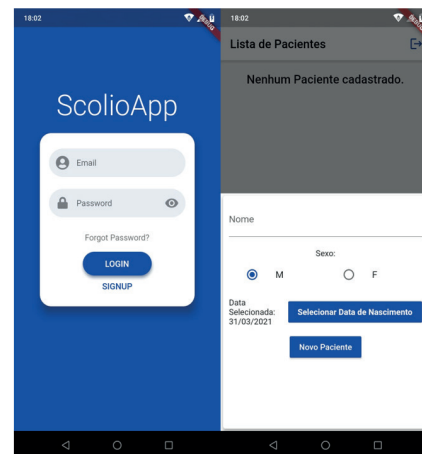 18:02
DEBUG
ScolioApp
Email
Password
Forgot Password?
LOGIN
SIGNUP
18:02
Lista de Pacientes
Nenhum Paciente cadastrado.
Nome
Sexo:
M
F
Data
Selecionada:
31/03/2021
Selecionar Data de Nascimento
Novo Paciente